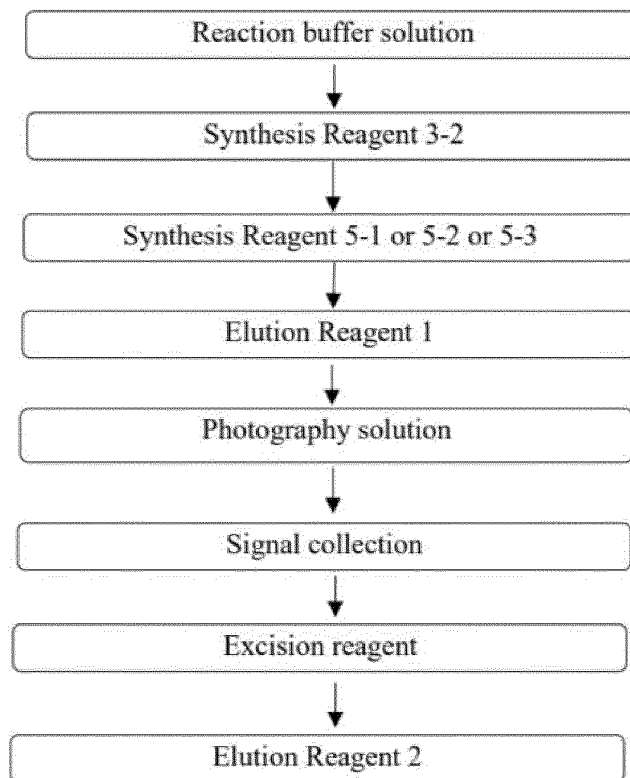 Reaction buffer solution
Synthesis Reagent 3-2
Synthesis Reagent 5-1 or 5-2 or 5-3
Elution Reagent 1
Photography solution
Signal collection
Excision reagent
Elution Reagent 2